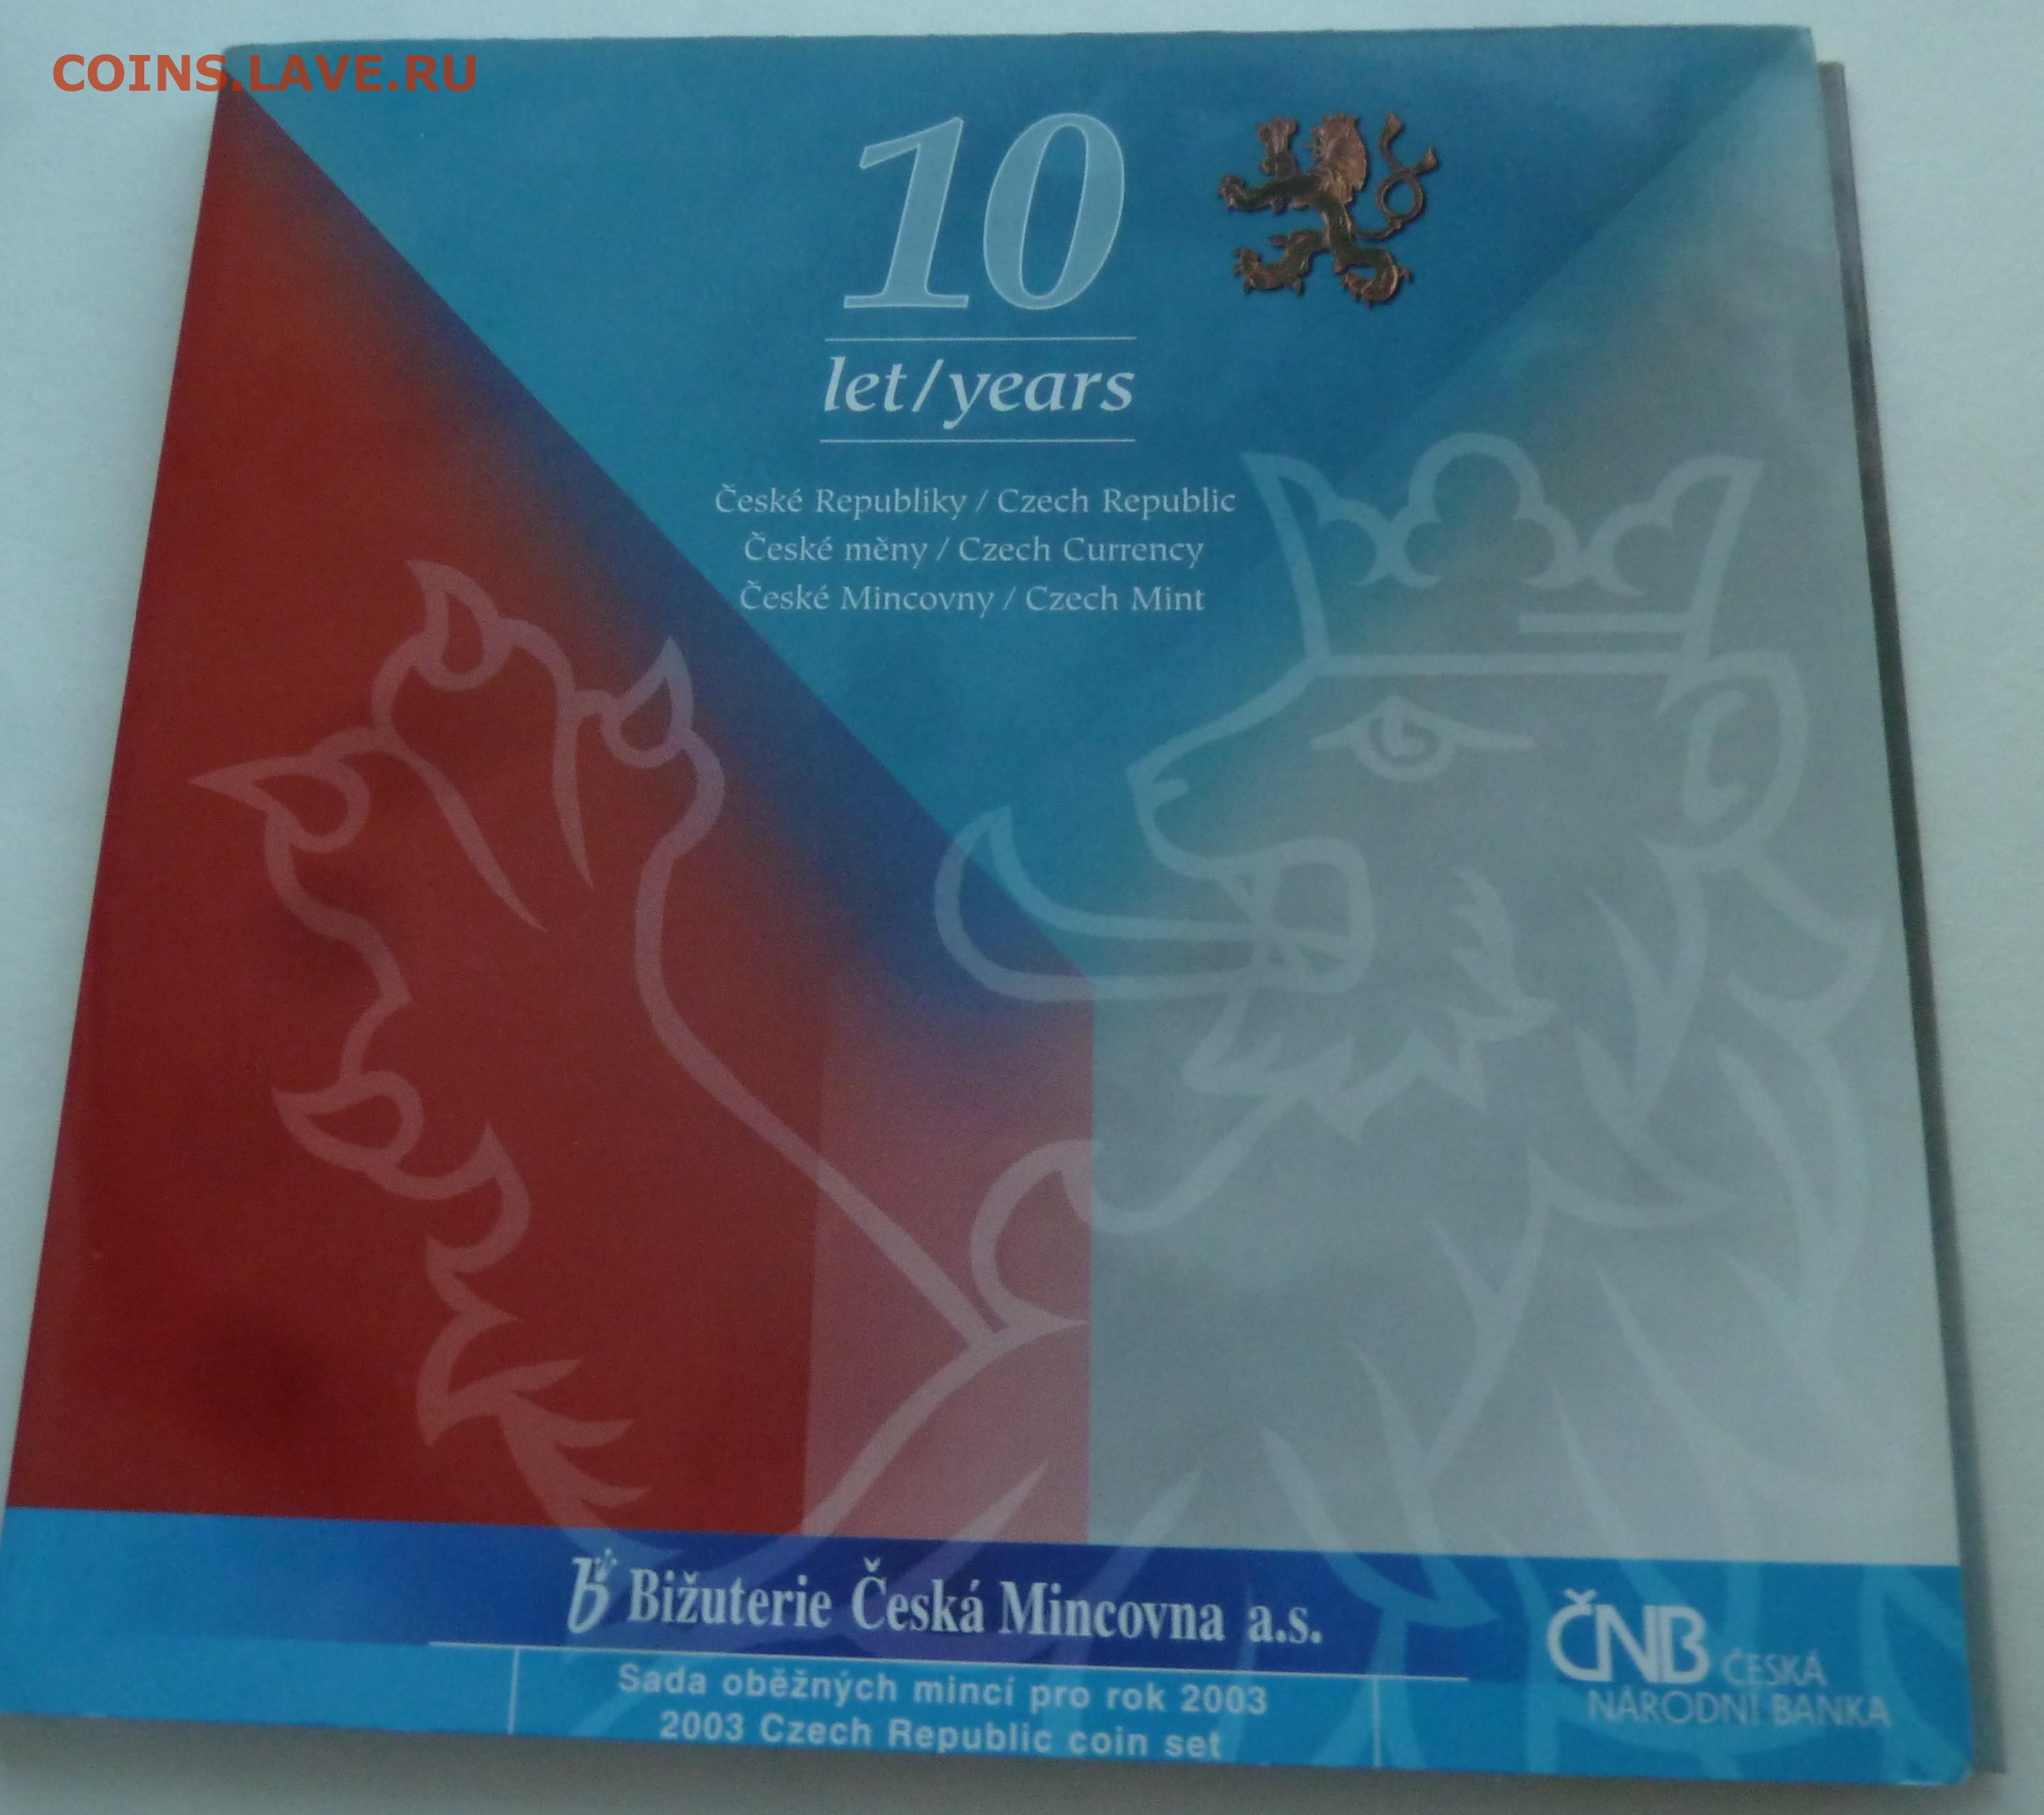 COINS.LAVE.RU
10
let/years
České Republiky / Czech Republic
České měny / Czech Currency
České Mincovny / Czech Mint
Bižuterie Česká Mincovna a.s.
Sada oběžných mincí pro rok 2003
2003 Czech Republic coin set
ČNB ČESKÁ
NÁRODNÍ BANKA